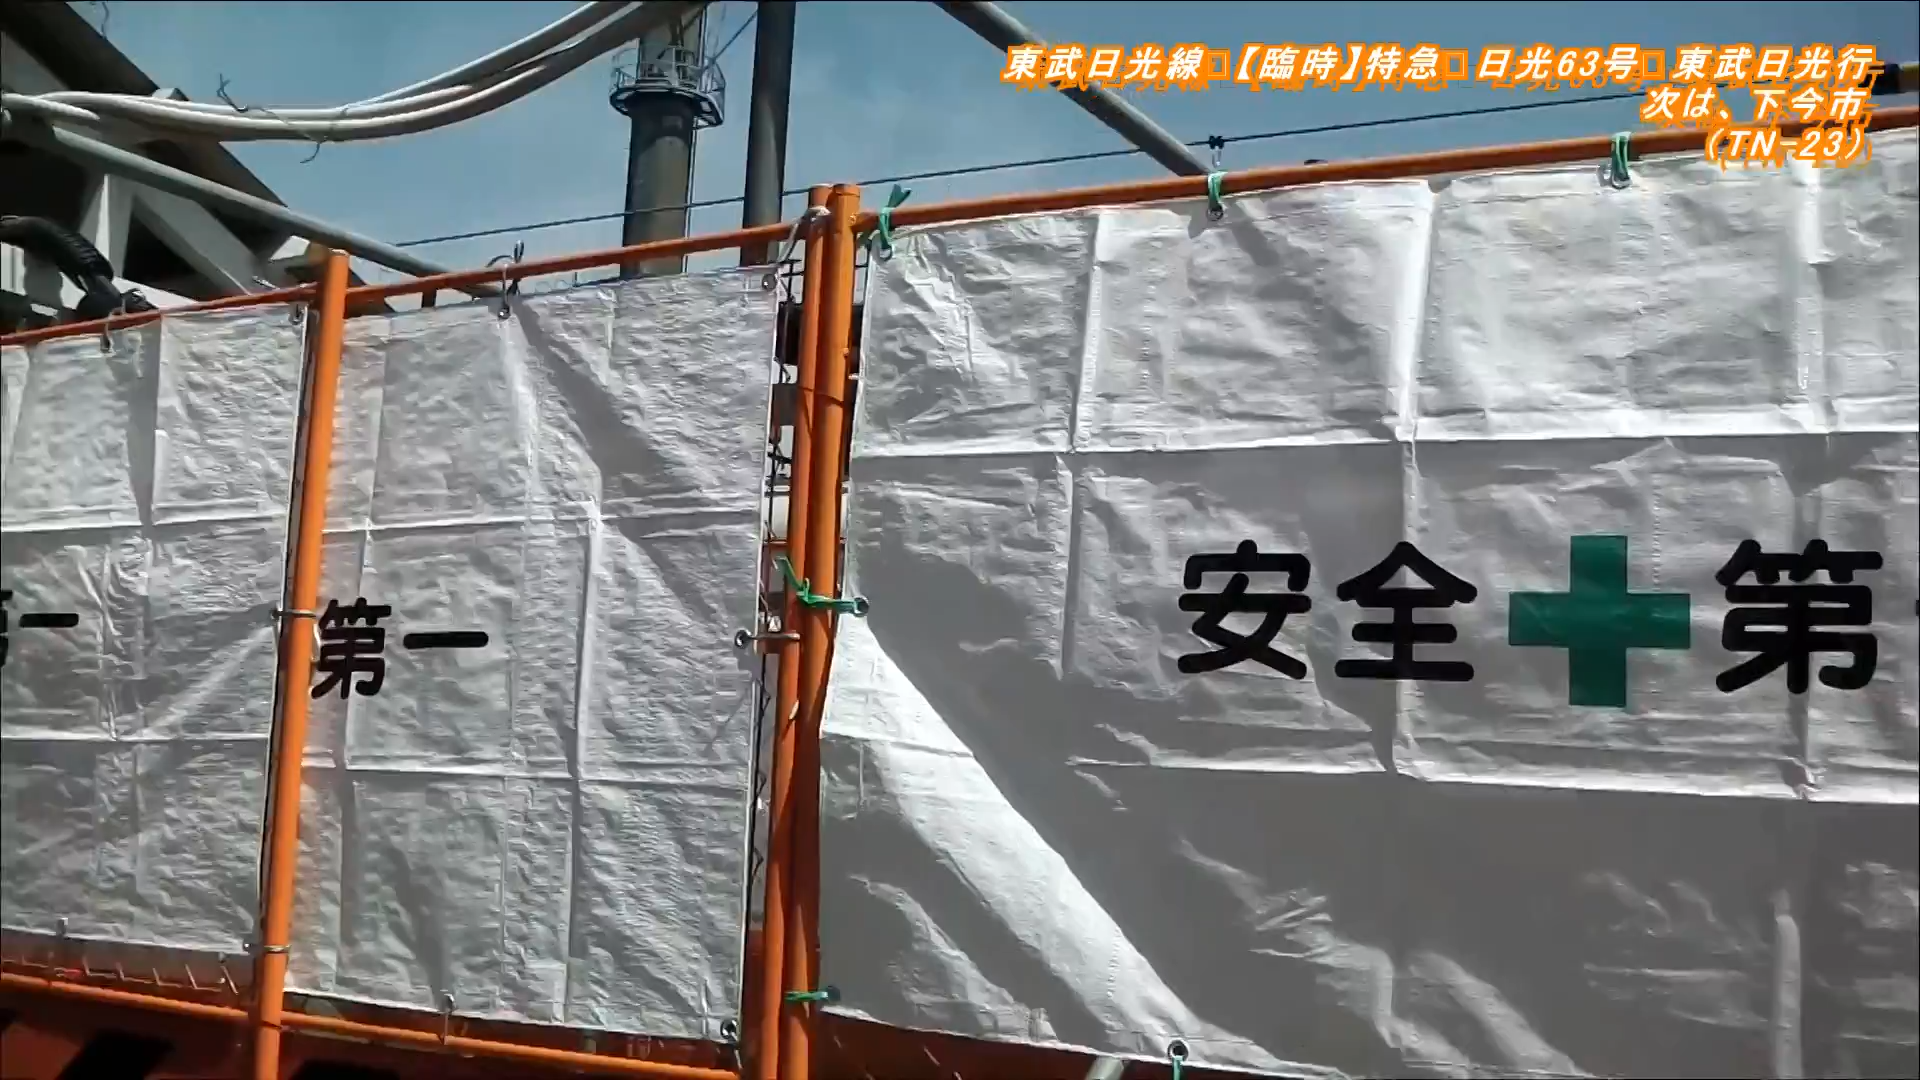 東武日光線 【臨時】特急 日光63号 東武日光行
次は、下今市
（TN-23）
第一
第一
安全 第